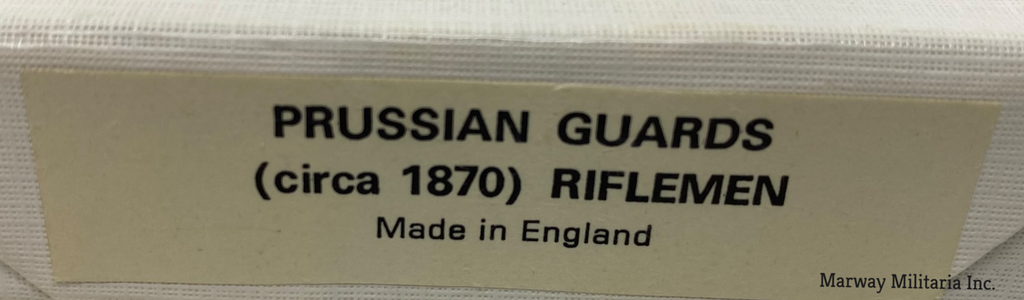 PRUSSIAN GUARDS
(circa 1870) RIFLEMEN
Made in England
Marway Militaria Inc.